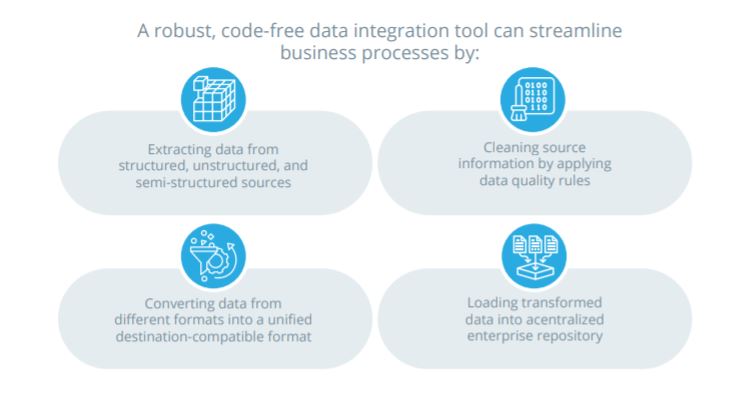 A robust, code-free data integration tool can streamline
business processes by:
Extracting data from
structured, unstructured, and
semi-structured sources
0100
0110
0100
110
Cleaning source
information by applying
data quality rules
Converting data from
different formats into a unified
destination-compatible format
Loading transformed
data into acentralized
enterprise repository